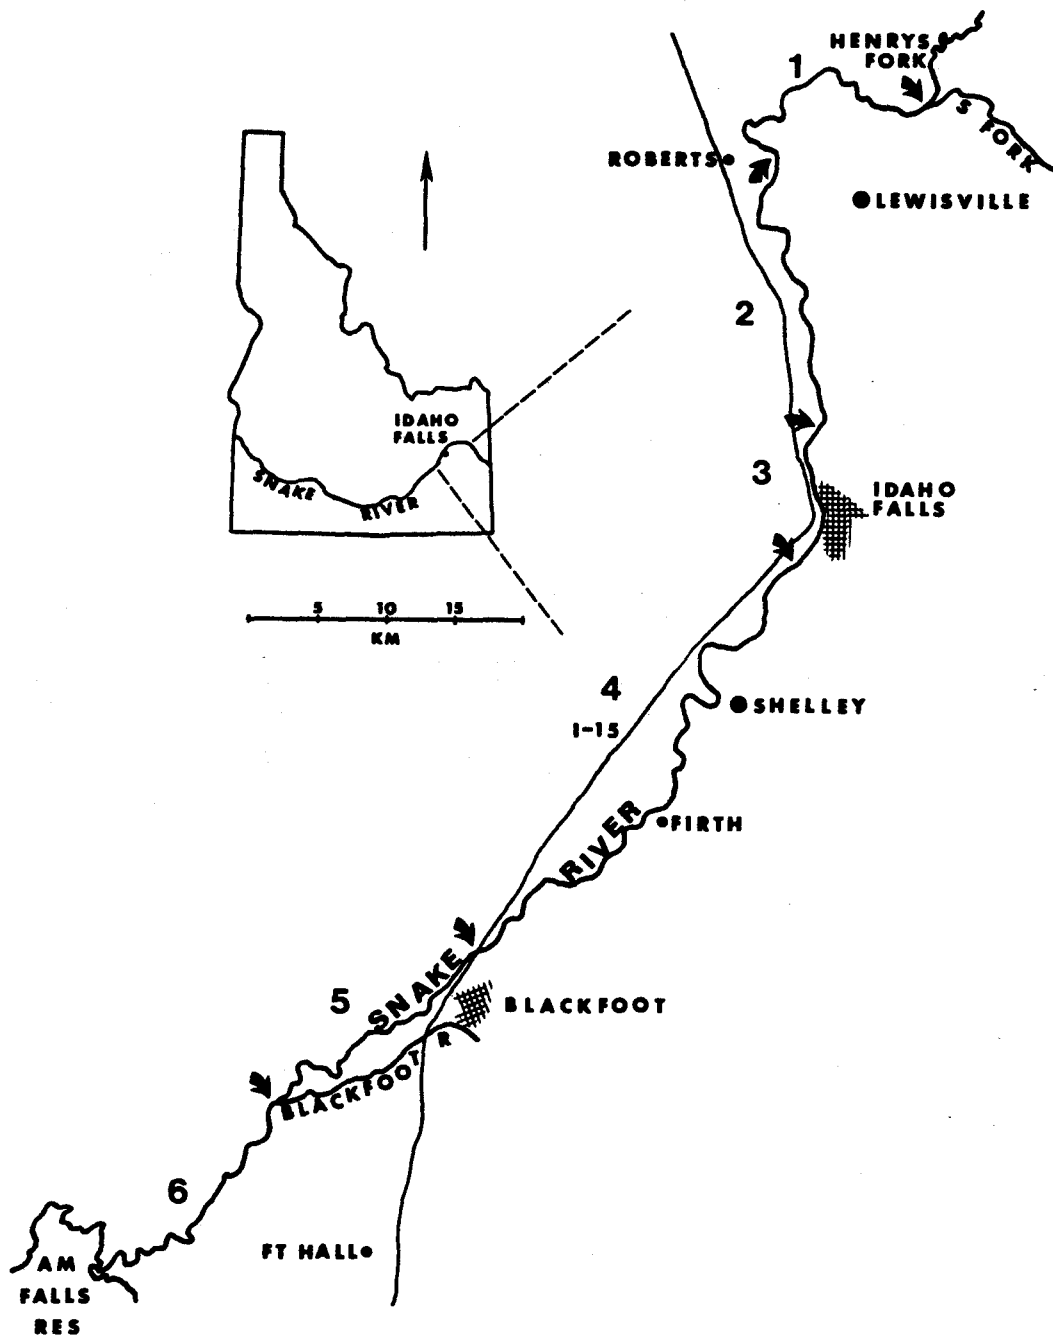 HENRYS
FORK
1
S FORK
ROBERTS
LEWISVILLE
2
IDAHO
FALLS
SNAKE RIVER
3
IDAHO
FALLS
5 10 15
KM
4
I-15
SHELLEY
FIRTH
SNAKE RIVER
5
BLACKFOOT
BLACKFOOT R
6
FT HALL
AM
FALLS
RES